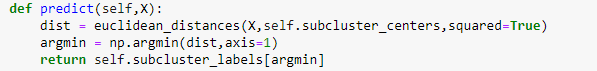 def predict(self,X):
    dist = euclidean_distances(X,self.subcluster_centers,squared=True)
    argmin = np.argmin(dist,axis=1)
    return self.subcluster_labels[argmin]